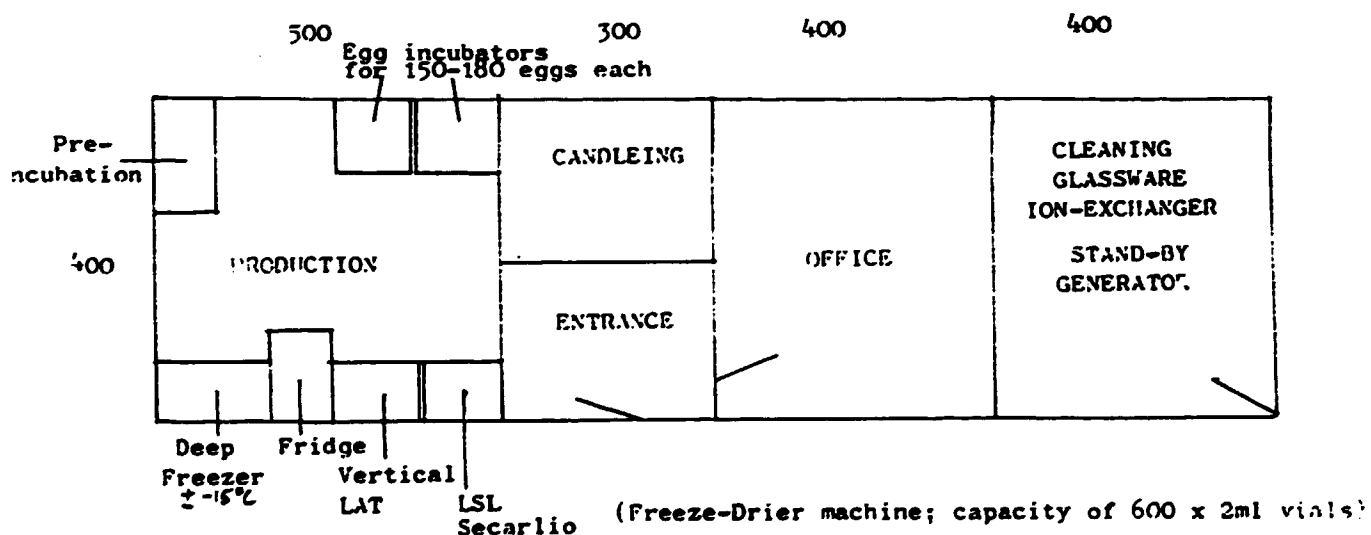 500
300
400
400
Egg incubators
for 150-180 eggs each
Pre-
ncubation
CANDLEING
CLEANING
GLASSWARE
ION-EXCHANGER
STAND-BY
GENERATOR
400
PRODUCTION
OFFICE
ENTRANCE
Deep
Freezer
± -15°C
Fridge
Vertical
LAT
LSL
Secarlio
(Freeze-Drier machine; capacity of 600 x 2ml vials)